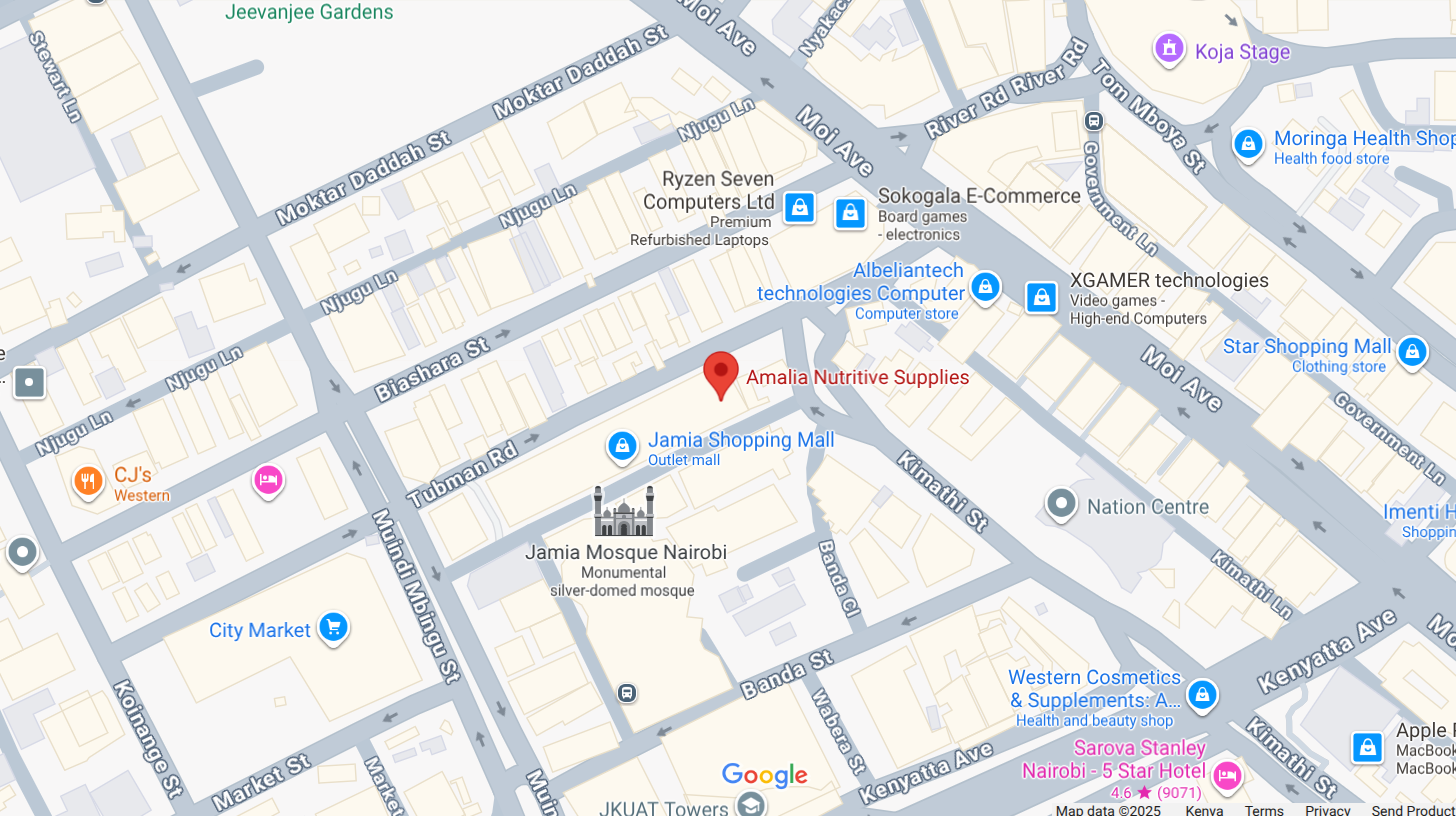 Jeevanjee Gardens
Stewart Ln
Moktar Daddah St
Moi Ave
Koja Stage
River Rd
River Rd
Tom Mboya St
Njugu Ln
Moi Ave
Moringa Health Shop
Health food store
Moktar Daddah St
Government Ln
Ryzen Seven
Computers Ltd
Premium
Refurbished Laptops
Sokogala E-Commerce
Board games
- electronics
Njugu Ln
Albeliantech
technologies Computer
Computer store
XGAMER technologies
Video games -
High-end Computers
Njugu Ln
Star Shopping Mall
Clothing store
Njugu Ln
Biashara St
Moi Ave
Amalia Nutritive Supplies
Njugu Ln
Government Ln
Jamia Shopping Mall
Outlet mall
CJ's
Western
Tubman Rd
Kimathi St
Nation Centre
Imenti H
Shoppin
Jamia Mosque Nairobi
Monumental
silver-domed mosque
Muindi Mbingu St
Banda Cl
Kimathi Ln
City Market
Kenyatta Ave
Banda St
Western Cosmetics
& Supplements: A...
Health and beauty shop
Koinange St
Wabera St
Kimathi St
Apple
MacBook
MacBook
Sarova Stanley
Nairobi - 5 Star Hotel
4.6 ★ (9071)
Market St
Market
Muin
Kenyatta Ave
Google
JKUAT Towers
Map data ©2025 Kenya Terms Privacy Send Product